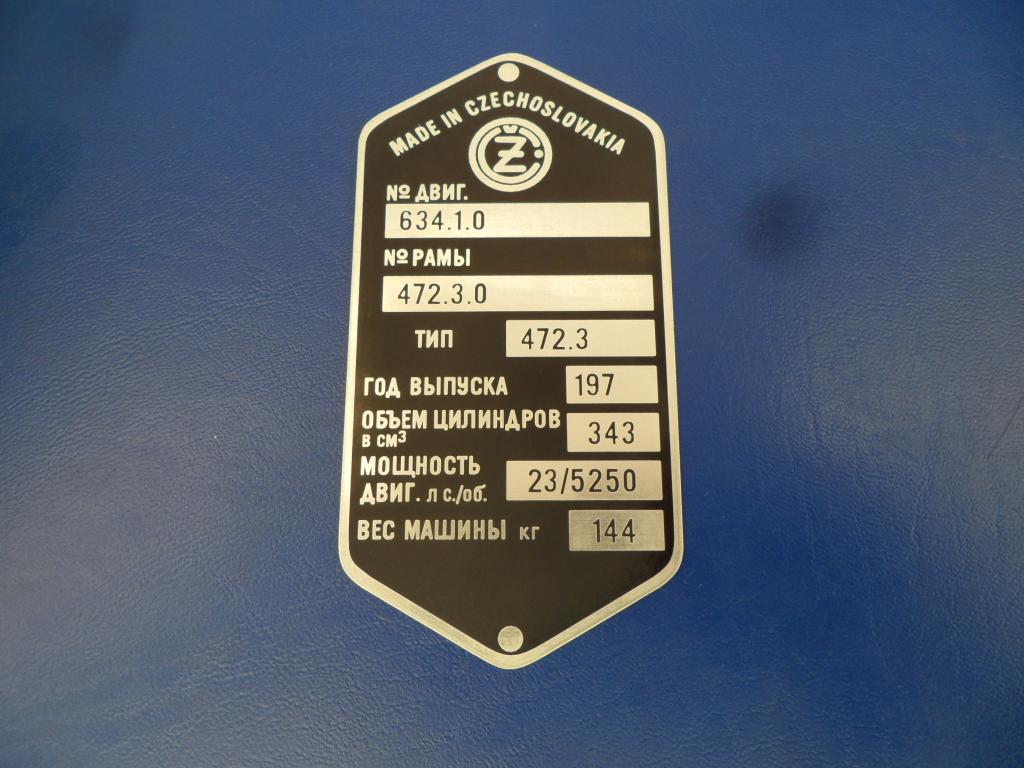 MADE IN CZECHOSLOVAKIA
ČZ
№ ДВИГ.
634.1.0
№ РАМЫ
472.3.0
ТИП 472.3
ГОД ВЫПУСКА 197
ОБЪЕМ ЦИЛИНДРОВ
В СМ³ 343
МОЩНОСТЬ
ДВИГ. Л С./ОБ. 23/5250
ВЕС МАШИНЫ КГ 144